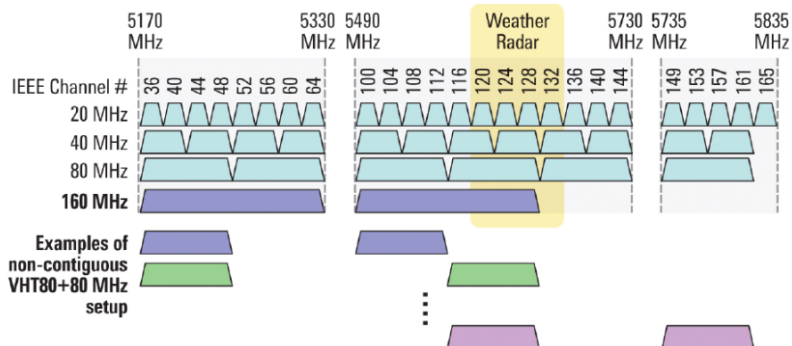 5170 5330 5490 Weather 5730 5735 5835
MHz MHz MHz Radar MHz MHz MHz
IEEE Channel # 36 40 44 48 52 56 60 64 100 104 108 112 116 120 124 128 132 136 140 144 149 153 157 161 165
20 MHz
40 MHz
80 MHz
160 MHz
Examples of
non-contiguous
VHT80+80 MHz
setup